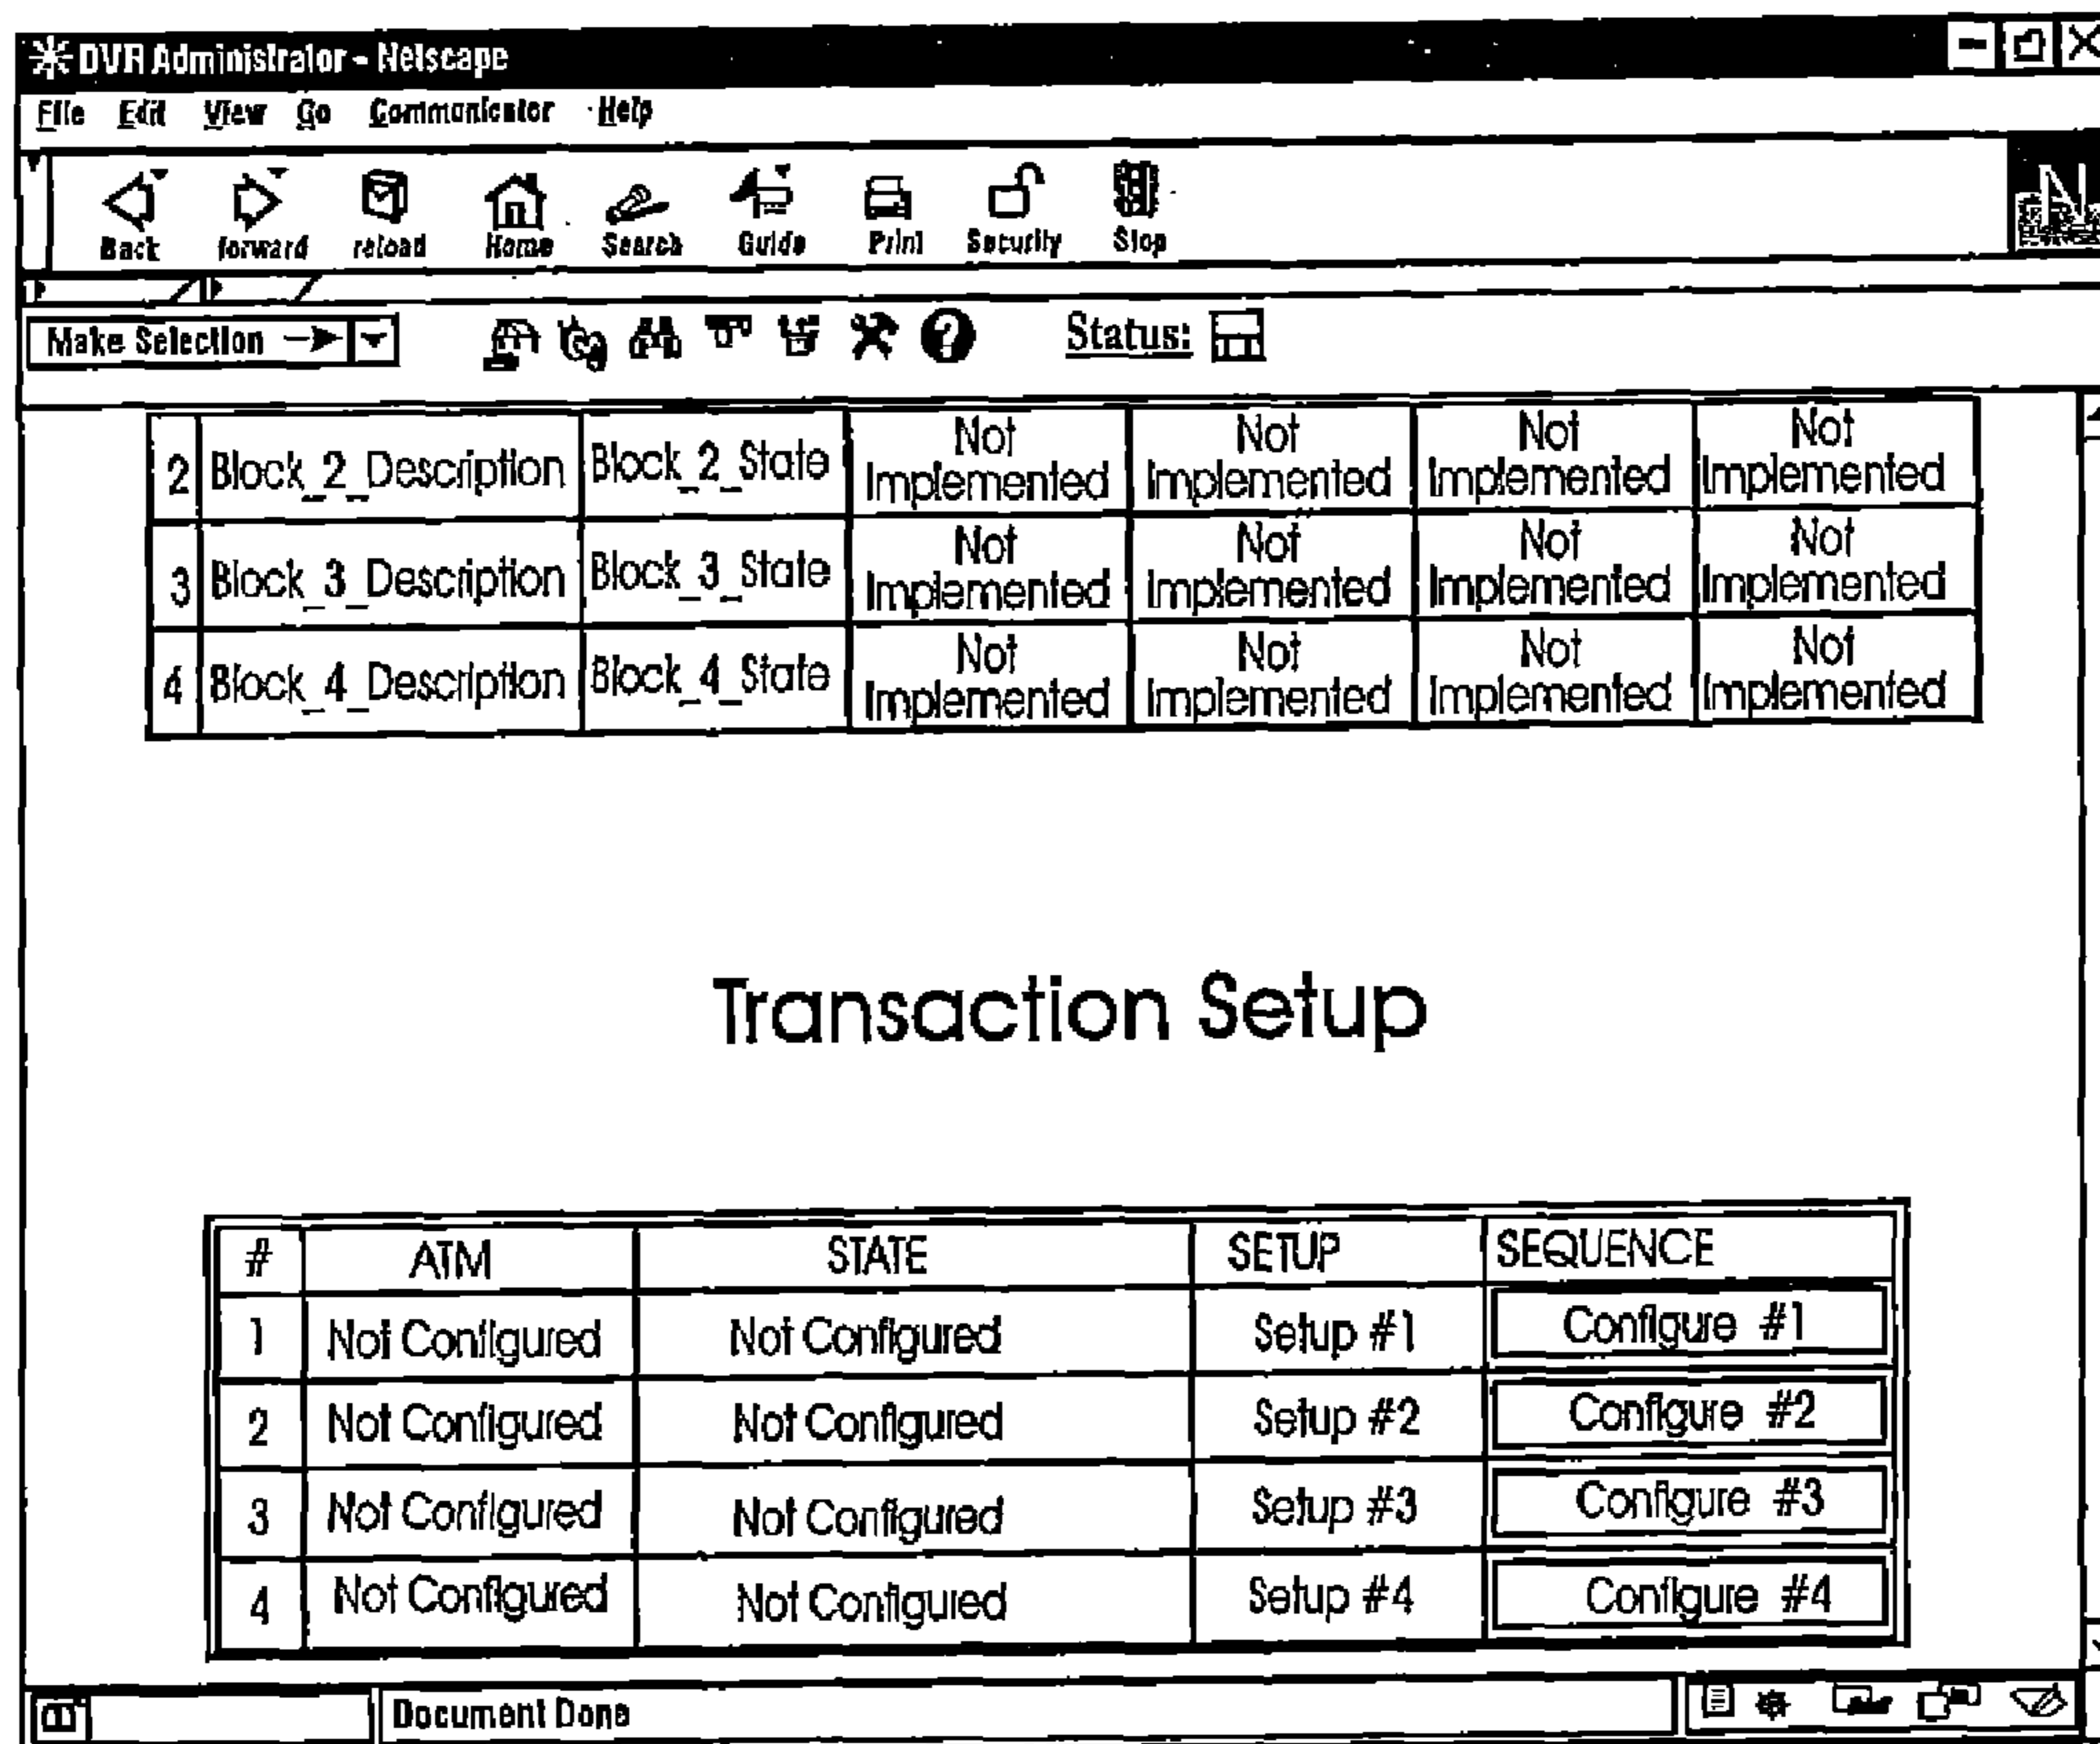 DVR Administrator - Netscape
File Edit View Go Communicator Help
Back forward reload Home Search Guide Print Security Stop
N
Make Selection Status:
2 Block_2_Description Block_2_State Not Implemented Not Implemented Not Implemented Not Implemented
3 Block_3_Description Block_3_State Not Implemented Not Implemented Not Implemented Not Implemented
4 Block_4_Description Block_4_State Not Implemented Not Implemented Not Implemented Not Implemented
Transaction Setup
# ATM STATE SETUP SEQUENCE
1 Not Configured Not Configured Setup #1 Configure #1
2 Not Configured Not Configured Setup #2 Configure #2
3 Not Configured Not Configured Setup #3 Configure #3
4 Not Configured Not Configured Setup #4 Configure #4
Document Done